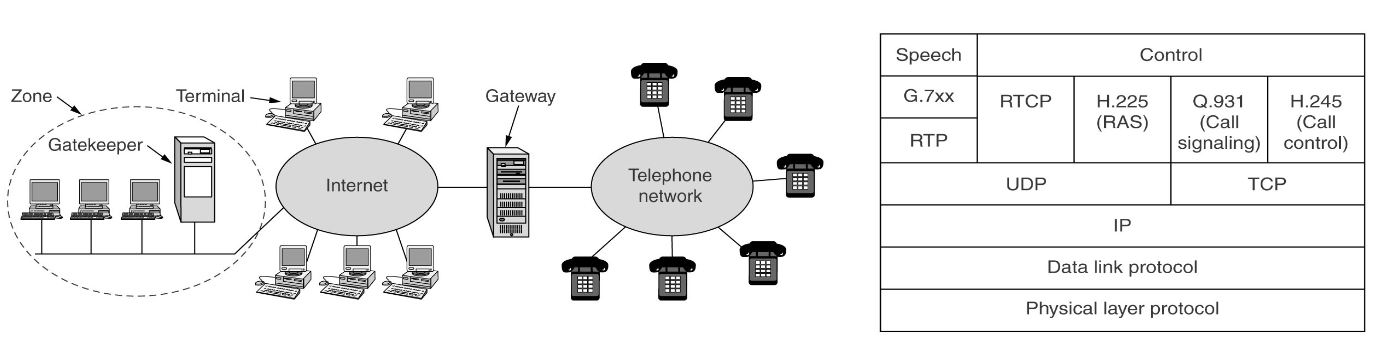 Zone
Terminal
Gateway
Gatekeeper
Internet
Telephone
network
Speech
Control
G.7xx
RTP
RTCP
H.225
(RAS)
Q.931
(Call
signaling)
H.245
(Call
control)
UDP
TCP
IP
Data link protocol
Physical layer protocol